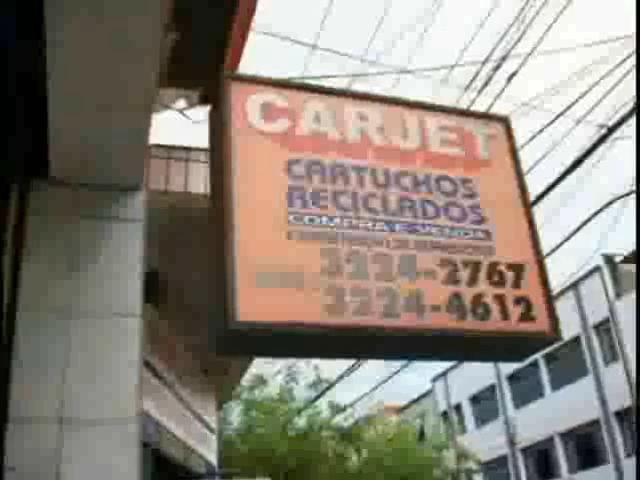 CARJET
CARTUCHOS
RECICLADOS
COMPRA E VENDA
3224-2767
3224-4612